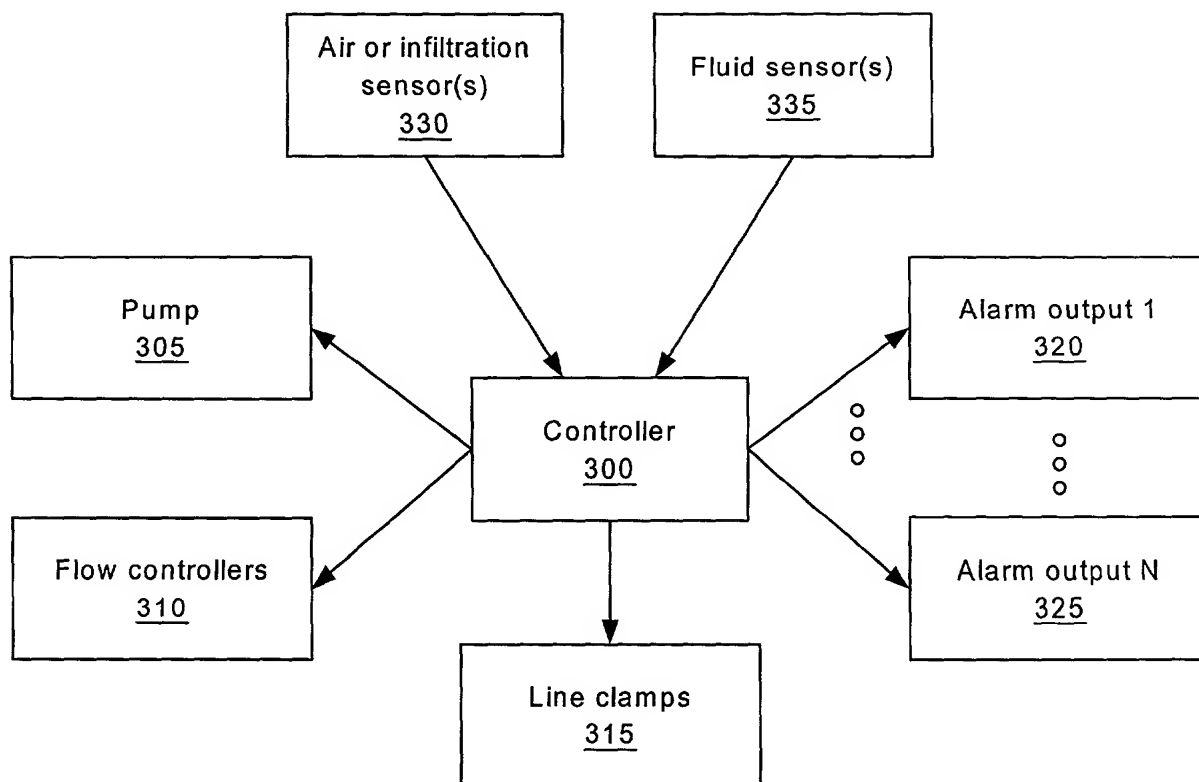 Air or infiltration
sensor(s)
330
Fluid sensor(s)
335
Pump
305
Alarm output 1
320
Controller
300
Flow controllers
310
Alarm output N
325
Line clamps
315